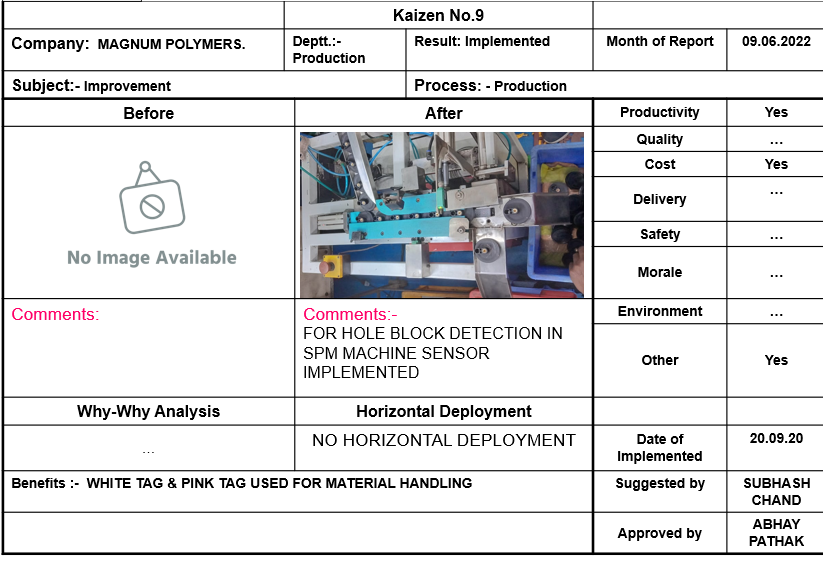 Kaizen No.9
Company: MAGNUM POLYMERS.
Deptt.:-
Production
Result: Implemented
Month of Report
09.06.2022
Subject:- Improvement
Process: - Production
Before
After
Productivity
Yes
Quality
...
Cost
Yes
Delivery
...
Safety
...
Morale
...
No Image Available
Comments:
Comments:-
FOR HOLE BLOCK DETECTION IN
SPM MACHINE SENSOR
IMPLEMENTED
Environment
...
Other
Yes
Why-Why Analysis
Horizontal Deployment
...
NO HORIZONTAL DEPLOYMENT
Date of
Implemented
20.09.20
Benefits :- WHITE TAG & PINK TAG USED FOR MATERIAL HANDLING
Suggested by
SUBHASH
CHAND
Approved by
ABHAY
PATHAK